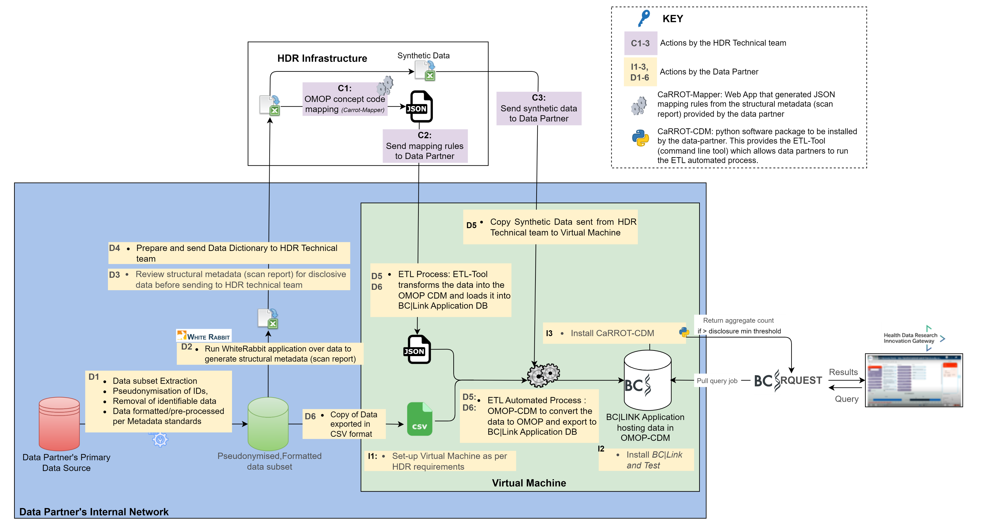 KEY
C1-3
Actions by the HDR Technical team
I1-3,
D1-6
Actions by the Data Partner
CaRROT-Mapper: Web App that generated JSON
mapping rules from the structural metadata (scan
report) provided by the data partner
CaRROT-CDM: python software package to be installed
by the data-partner. This provides the ETL-Tool
(command line tool) which allows data partners to run
the ETL automated process.
HDR Infrastructure
Synthetic Data
C1:
OMOP concept code
mapping (Carrot-Mapper)
JSON
C2:
Send mapping rules
to Data Partner
C3:
Send synthetic data
to Data Partner
D5 • Copy Synthetic Data sent from HDR
Technical team to Virtual Machine
D4 • Prepare and send Data Dictionary to HDR Technical
team
D3 • Review structural metadata (scan report) for disclosive
data before sending to HDR technical team
D5
D6
• ETL Process: ETL-Tool
transforms the data into the
OMOP CDM and loads it into
BC|Link Application DB
WHITE RABBIT
D2 • Run WhiteRabbit application over data to
generate structural metadata (scan report)
JSON
I3 • Install CaRROT-CDM
Return aggregate count
if > disclosure min threshold
Health Data Research
Innovation Gateway
D1
• Data subset Extraction
• Pseudonymisation of IDs,
• Removal of identifiable data
• Data formatted/pre-processed
per Metadata standards
BC
Pull query job
BC RQUEST
Results
Query
D6 • Copy of Data
exported in
CSV format
CSV
D5:
D6:
• ETL Automated Process :
OMOP-CDM to convert the
data to OMOP and export to
BC|Link Application DB
BC|LINK Application
hosting data in
OMOP-CDM
Data Partner's Primary
Data Source
Pseudonymised,Formatted
data subset
I1: • Set-up Virtual Machine as per
HDR requirements
I2
• Install BC|Link
and Test
Virtual Machine
Data Partner's Internal Network